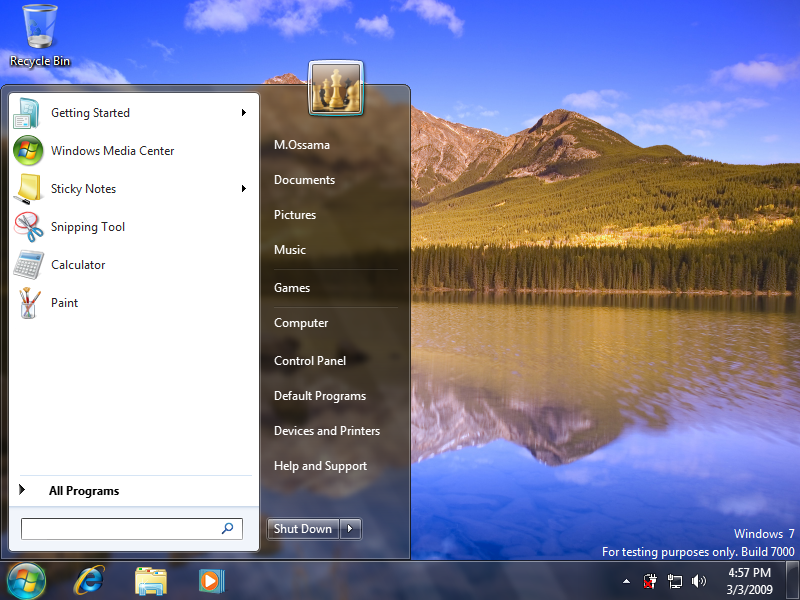 Recycle Bin
Getting Started
Windows Media Center
Sticky Notes
Snipping Tool
Calculator
Paint
All Programs
M.Ossama
Documents
Pictures
Music
Games
Computer
Control Panel
Default Programs
Devices and Printers
Help and Support
Shut Down
Windows 7
For testing purposes only. Build 7000
4:57 PM
3/3/2009